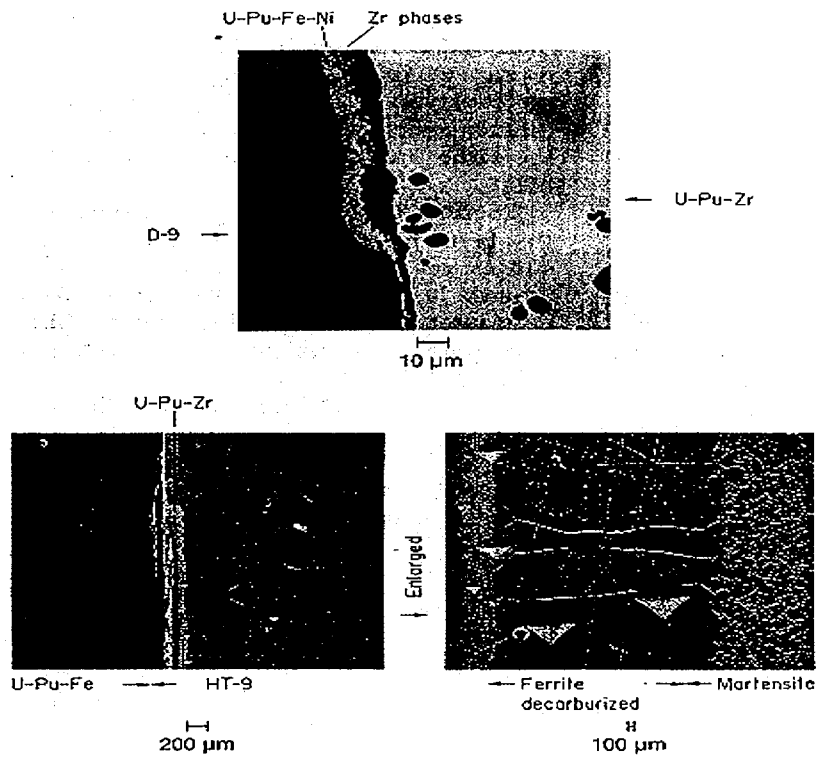 U-Pu-Fe-Ni Zr phases
U-Pu-Zr
D-9
10 µm
U-Pu-Zr
Enlarged
U-Pu-Fe HT-9
Ferrite Martensite
decarburized
200 µm
100 µm